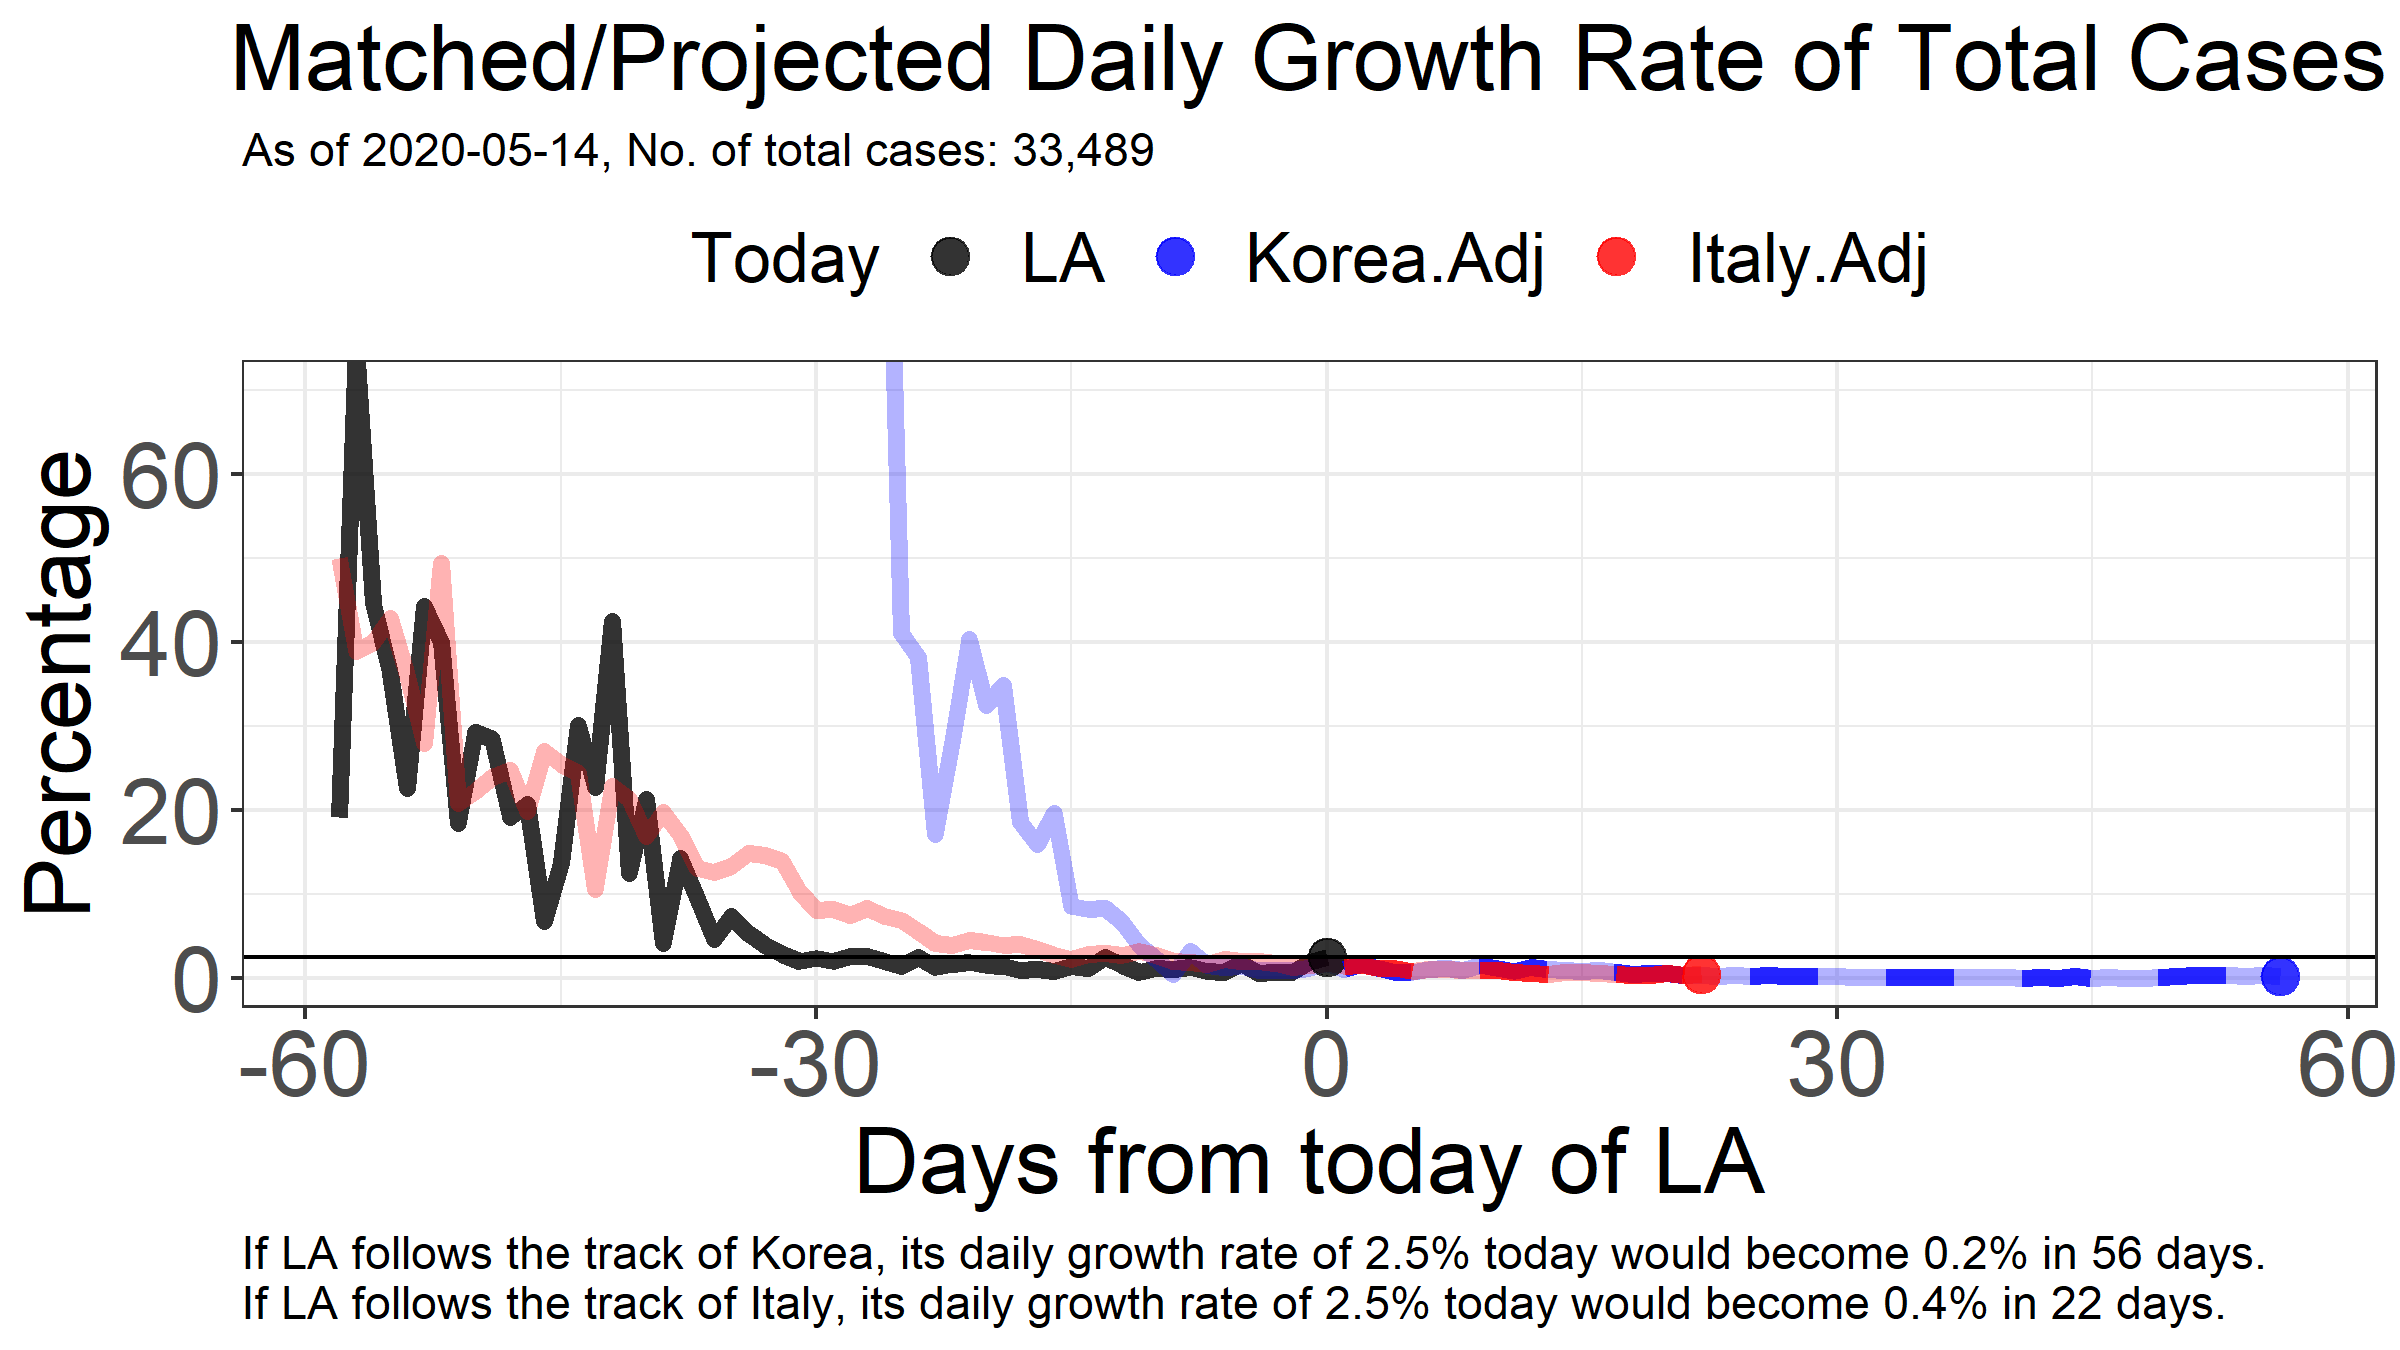 Matched/Projected Daily Growth Rate of Total Cases
As of 2020-05-14, No. of total cases: 33,489
Today LA Korea.Adj Italy.Adj
Percentage
60
40
20
0
-60 -30 0 30 60
Days from today of LA
If LA follows the track of Korea, its daily growth rate of 2.5% today would become 0.2% in 56 days.
If LA follows the track of Italy, its daily growth rate of 2.5% today would become 0.4% in 22 days.